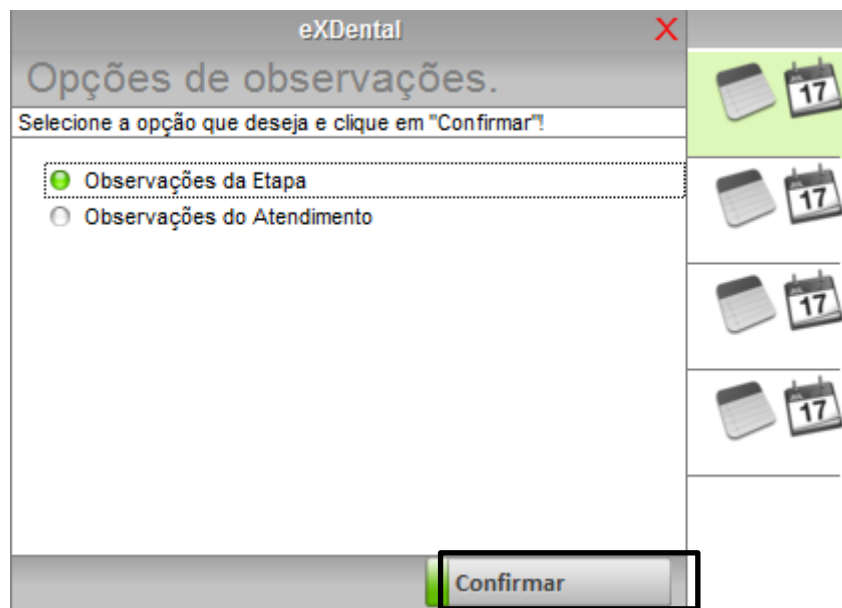 eXDental
X
Opções de observações.
Selecione a opção que deseja e clique em "Confirmar"!
Observações da Etapa
Observações do Atendimento
17
17
17
17
Confirmar